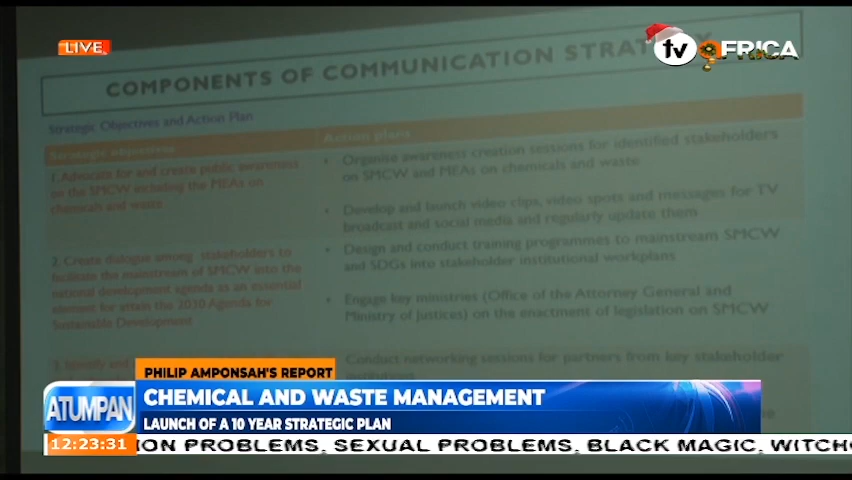 LIVE
tv AFRICA
COMPONENTS OF COMMUNICATION STRATEGY
Strategic Objectives and Action Plan
Strategic objectives
Action plans
1. Advocate for and create public awareness
on the SMCW including the MEAs on
chemicals and waste
• Organise awareness creation sessions for identified stakeholders
on SMCW and MEAs on chemicals and waste
• Develop and launch video clips, video spots and messages for TV
broadcast and social media and regularly update them
2. Create dialogue among stakeholders to
facilitate the mainstream of SMCW into the
national development agenda as an essential
element for attain the 2030 Agenda for
Sustainable Development
• Design and conduct training programmes to mainstream SMCW
and SDGs into stakeholder institutional workplans
• Engage key ministries (Office of the Attorney General and
Ministry of Justices) on the enactment of legislation on SMCW
3. Identify and
Conduct networking sessions for partners from key stakeholder
institutions
PHILIP AMPONSAH'S REPORT
ATUMPAN
CHEMICAL AND WASTE MANAGEMENT
LAUNCH OF A 10 YEAR STRATEGIC PLAN
12:23:31
ION PROBLEMS, SEXUAL PROBLEMS, BLACK MAGIC, WITCH